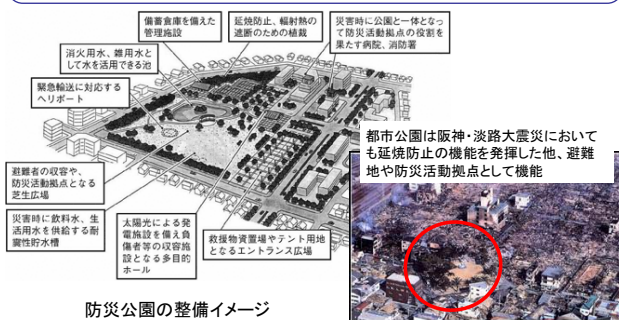 備蓄倉庫を備えた
管理施設
延焼防止、輻射熱の
遮断のための植栽
災害時に公園と一体となっ
て防災活動拠点の役割を
果たす病院、消防署
消火用水、雑用水と
して水を活用できる池
緊急輸送に対応する
ヘリポート
都市公園は阪神・淡路大震災において
も延焼防止の機能を発揮した他、避難
地や防災活動拠点として機能
避難者の収容や、
防災活動拠点となる
芝生広場
災害時に飲料水、生
活用水を供給する耐
腐性貯水槽
太陽光による発
電施設を備え負
傷者等の収容施
設となる多目的
ホール
救援物資置場やテント用地
となるエントランス広場
防災公園の整備イメージ